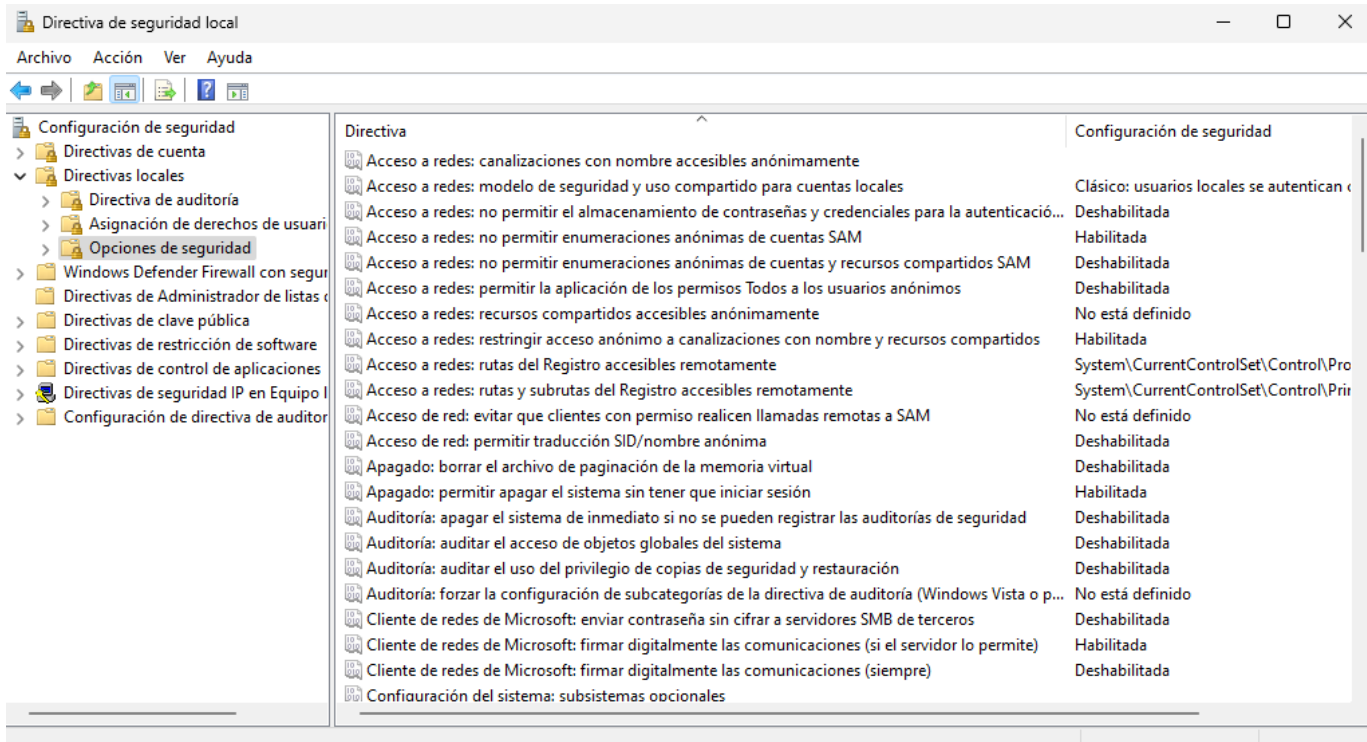 Directiva de seguridad local
Archivo Acción Ver Ayuda
Configuración de seguridad
Directivas de cuenta
Directivas locales
Directiva de auditoría
Asignación de derechos de usuari
Opciones de seguridad
Windows Defender Firewall con segur
Directivas de Administrador de listas
Directivas de clave pública
Directivas de restricción de software
Directivas de control de aplicaciones
Directivas de seguridad IP en Equipo l
Configuración de directiva de auditor
Directiva Configuración de seguridad
Acceso a redes: canalizaciones con nombre accesibles anónimamente
Acceso a redes: modelo de seguridad y uso compartido para cuentas locales Clásico: usuarios locales se autentican
Acceso a redes: no permitir el almacenamiento de contraseñas y credenciales para la autenticació... Deshabilitada
Acceso a redes: no permitir enumeraciones anónimas de cuentas SAM Habilitada
Acceso a redes: no permitir enumeraciones anónimas de cuentas y recursos compartidos SAM Deshabilitada
Acceso a redes: permitir la aplicación de los permisos Todos a los usuarios anónimos Deshabilitada
Acceso a redes: recursos compartidos accesibles anónimamente No está definido
Acceso a redes: restringir acceso anónimo a canalizaciones con nombre y recursos compartidos Habilitada
Acceso a redes: rutas del Registro accesibles remotamente System\CurrentControlSet\Control\Pro
Acceso a redes: rutas y subrutas del Registro accesibles remotamente System\CurrentControlSet\Control\Prin
Acceso de red: evitar que clientes con permiso realicen llamadas remotas a SAM No está definido
Acceso de red: permitir traducción SID/nombre anónima Deshabilitada
Apagado: borrar el archivo de paginación de la memoria virtual Deshabilitada
Apagado: permitir apagar el sistema sin tener que iniciar sesión Habilitada
Auditoría: apagar el sistema de inmediato si no se pueden registrar las auditorías de seguridad Deshabilitada
Auditoría: auditar el acceso de objetos globales del sistema Deshabilitada
Auditoría: auditar el uso del privilegio de copias de seguridad y restauración Deshabilitada
Auditoría: forzar la configuración de subcategorías de la directiva de auditoría (Windows Vista o p... No está definido
Cliente de redes de Microsoft: enviar contraseña sin cifrar a servidores SMB de terceros Deshabilitada
Cliente de redes de Microsoft: firmar digitalmente las comunicaciones (si el servidor lo permite) Habilitada
Cliente de redes de Microsoft: firmar digitalmente las comunicaciones (siempre) Deshabilitada
Configuración del sistema: subsistemas opcionales